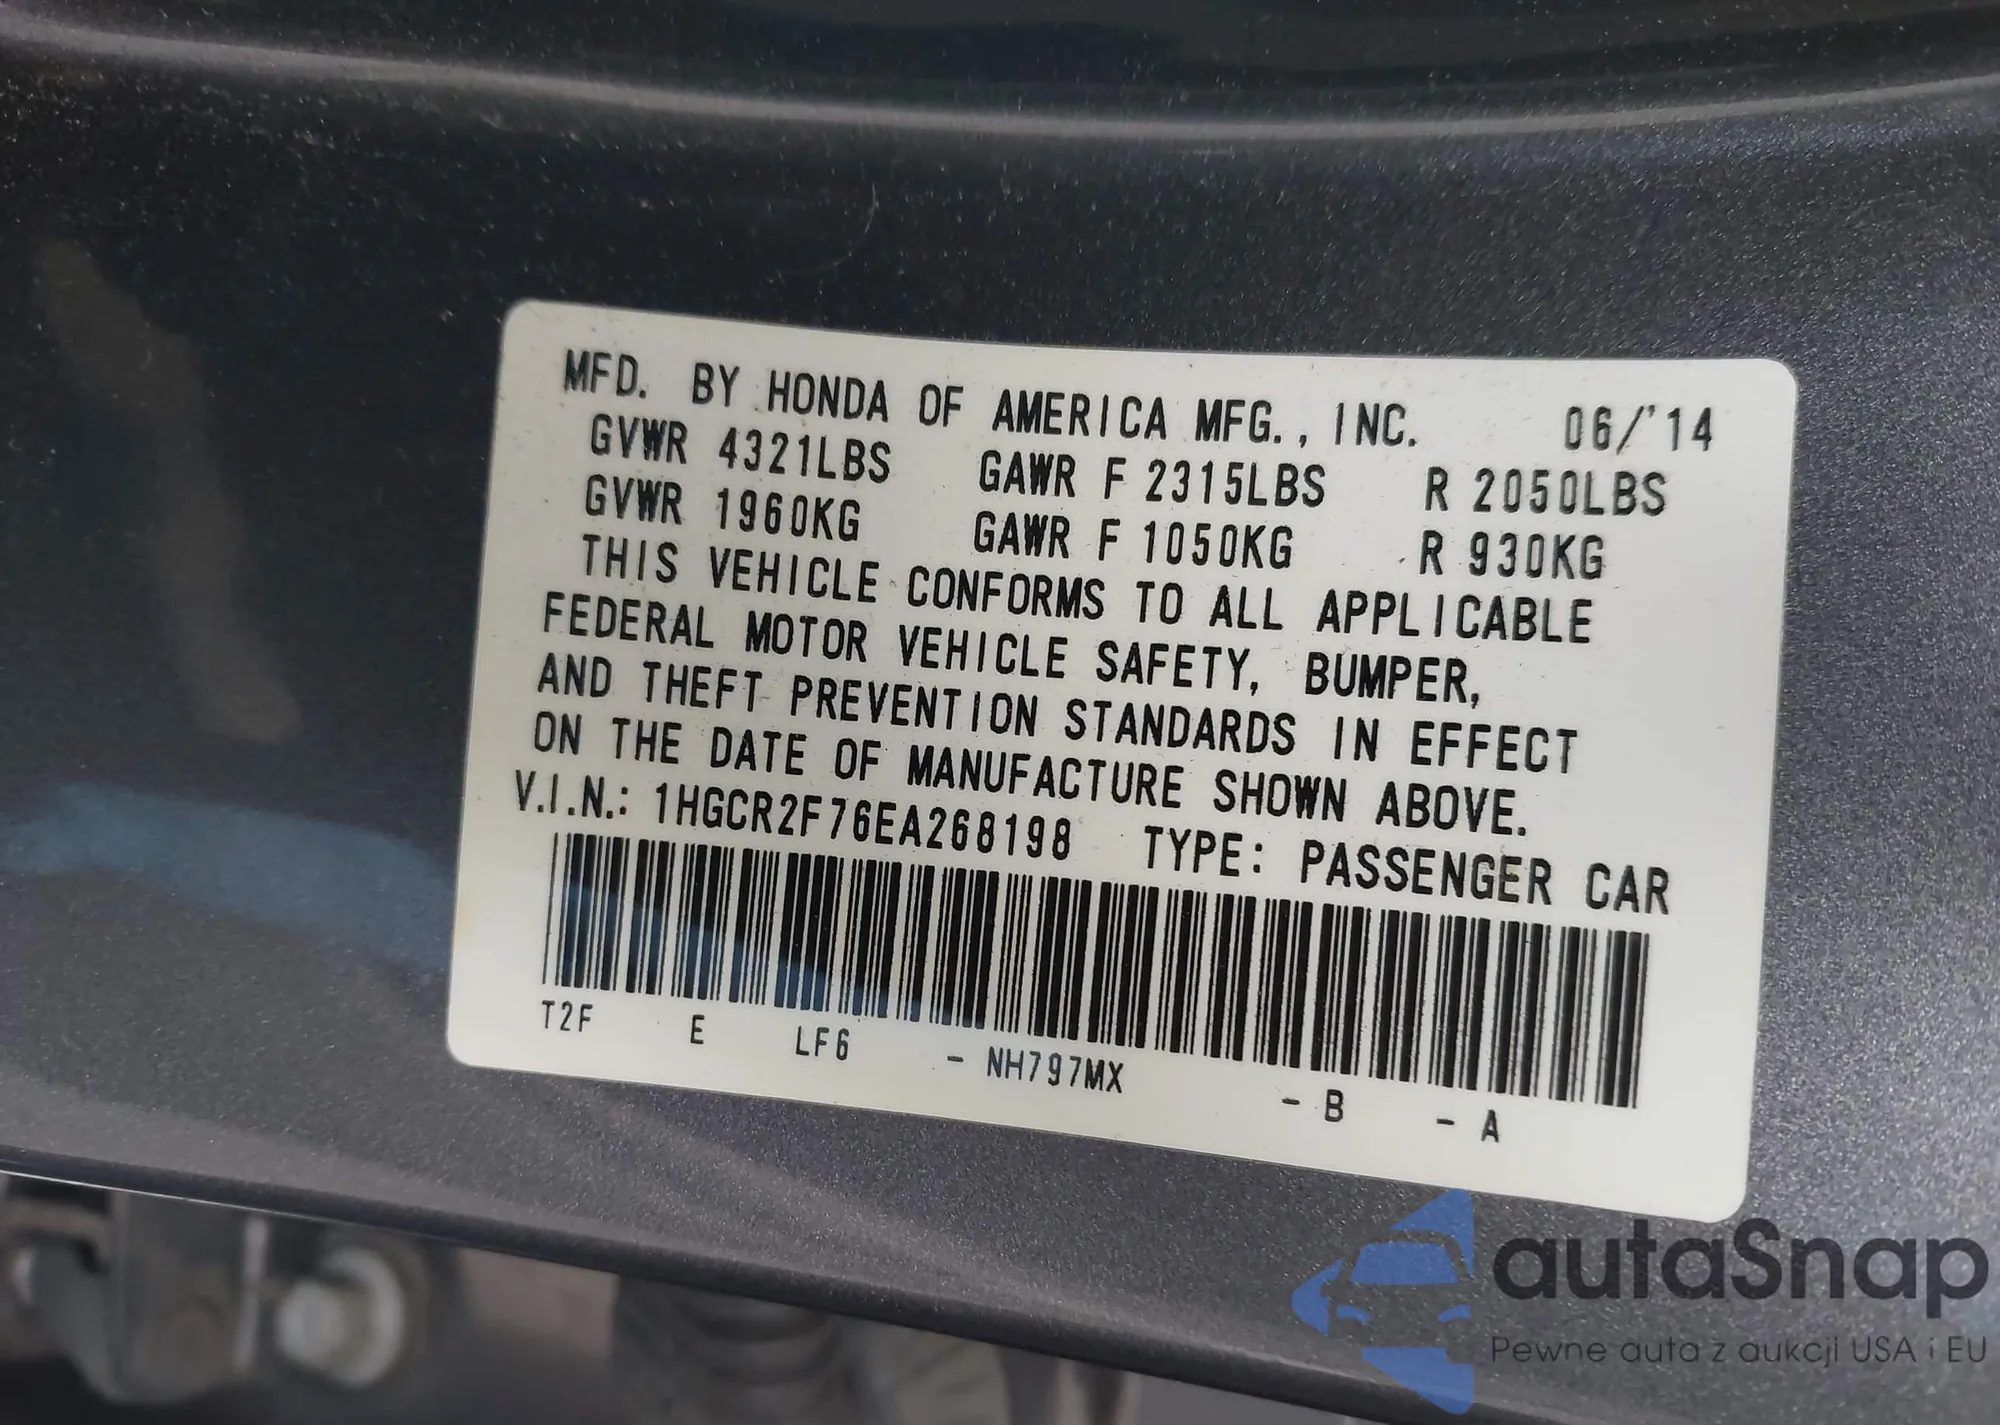 MFD. BY HONDA OF AMERICA MFG., INC. 06/'14
GVWR 4321LBS GAWR F 2315LBS R 2050LBS
GVWR 1960KG GAWR F 1050KG R 930KG
THIS VEHICLE CONFORMS TO ALL APPLICABLE
FEDERAL MOTOR VEHICLE SAFETY, BUMPER,
AND THEFT PREVENTION STANDARDS IN EFFECT
ON THE DATE OF MANUFACTURE SHOWN ABOVE.
V.I.N.: 1HGCR2F76EA268198 TYPE: PASSENGER CAR
T2F E LF6 - NH797MX - B - A
autaSnap
Pewne auta z aukcji USA i EU